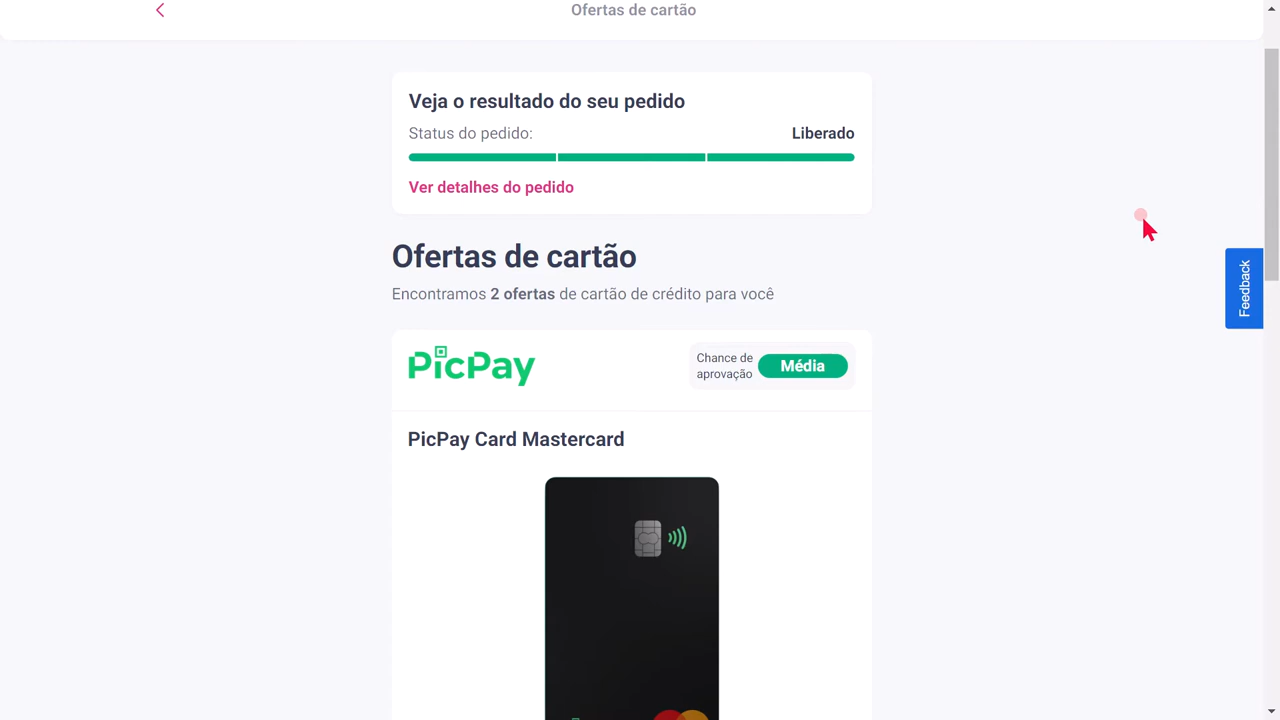 Ofertas de cartão
Veja o resultado do seu pedido
Status do pedido:
Liberado
Ver detalhes do pedido
Ofertas de cartão
Encontramos 2 ofertas de cartão de crédito para você
PicPay
Chance de
aprovação
Média
PicPay Card Mastercard
Feedback